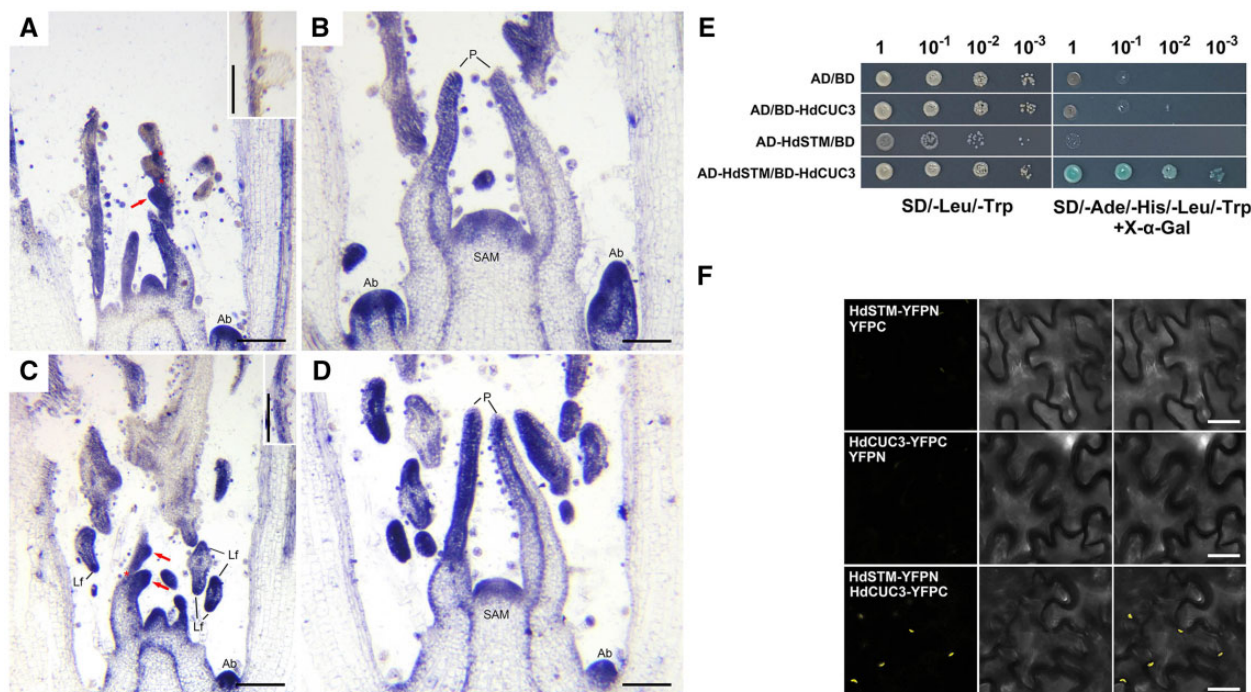 A
B
P
Ab
SAM
Ab
Ab
C
D
P
Lf
Lf
Lf
Ab
SAM
Ab
E
1 10⁻¹ 10⁻² 10⁻³ 1 10⁻¹ 10⁻² 10⁻³
AD/BD
AD/BD-HdCUC3
AD-HdSTM/BD
AD-HdSTM/BD-HdCUC3
SD/-Leu/-Trp
SD/-Ade/-His/-Leu/-Trp
+X-α-Gal
F
HdSTM-YFPN
YFPC
HdCUC3-YFPC
YFPN
HdSTM-YFPN
HdCUC3-YFPC